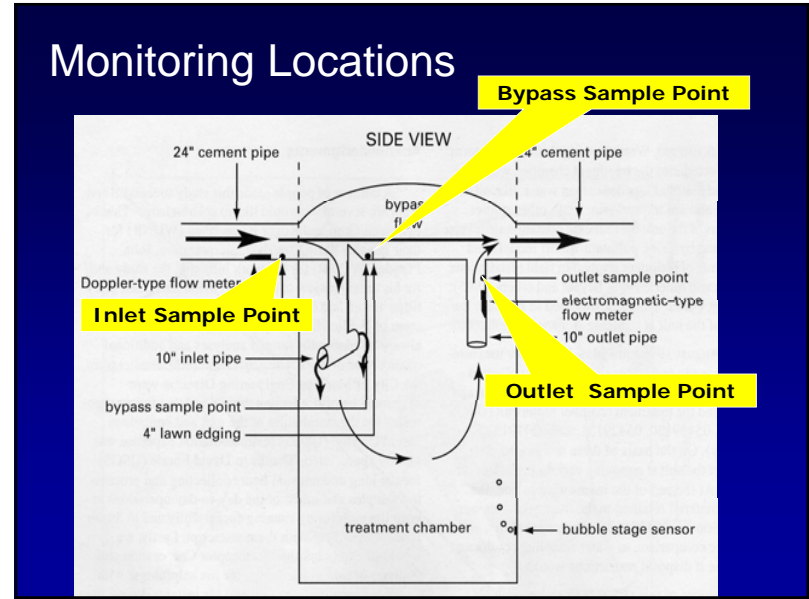 Monitoring Locations
Bypass Sample Point
SIDE VIEW
24" cement pipe
24" cement pipe
bypass
flow
Doppler-type flow meter
Inlet Sample Point
outlet sample point
electromagnetic-type
flow meter
10" outlet pipe
10" inlet pipe
Outlet Sample Point
bypass sample point
4" lawn edging
treatment chamber
bubble stage sensor